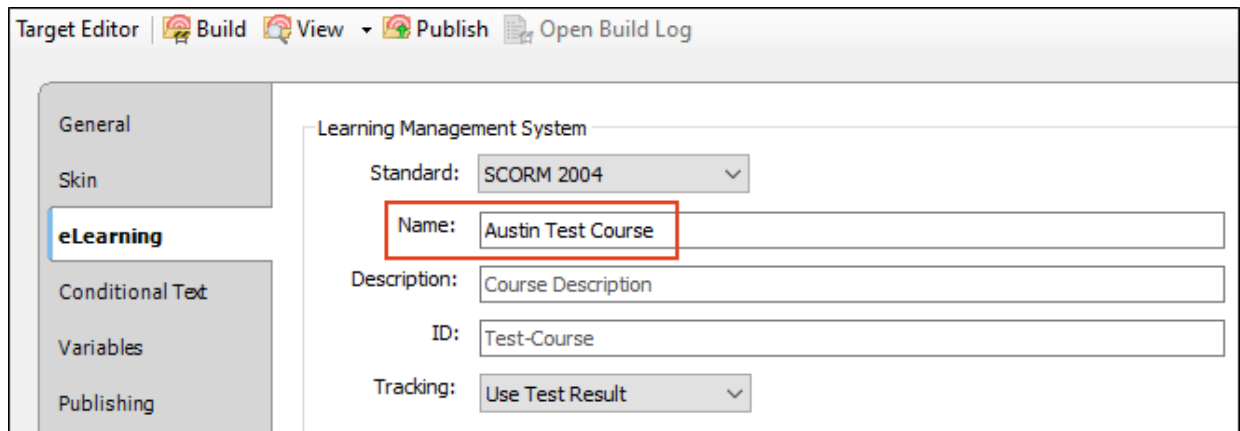 Target Editor Build View Publish Open Build Log
General
Skin
eLearning
Conditional Text
Variables
Publishing
Learning Management System
Standard: SCORM 2004
Name: Austin Test Course
Description: Course Description
ID: Test-Course
Tracking: Use Test Result